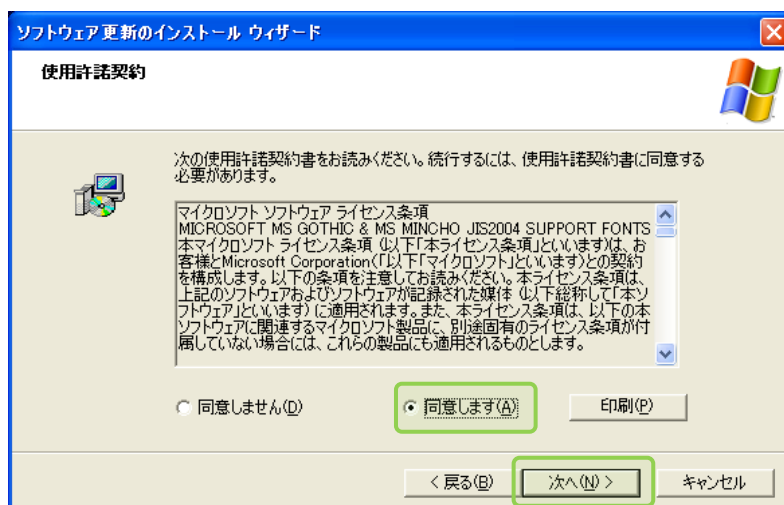 ソフトウェア更新のインストール ウィザード
使用許諾契約
次の使用許諾契約書をお読みください。続行するには、使用許諾契約書に同意する
必要があります。
マイクロソフト ソフトウェア ライセンス条項
MICROSOFT MS GOTHIC & MS MINCHO JIS2004 SUPPORT FONTS
本マイクロソフト ライセンス条項 (以下「本ライセンス条項」といいます)は、お
客様とMicrosoft Corporation(「以下「マイクロソフト」といいます)との契約
を構成します。以下の条項を注意してお読みください。本ライセンス条項は、
上記のソフトウェアおよびソフトウェアが記録された媒体 (以下総称して「本ソ
フトウェア」といいます) に適用されます。また、本ライセンス条項は、以下の本
ソフトウェアに関連するマイクロソフト製品に、別途固有のライセンス条項が付
属していない場合には、これらの製品にも適用されるものとします。
同意しません(D)
同意します(A)
印刷(P)
< 戻る(B)
次へ(N) >
キャンセル